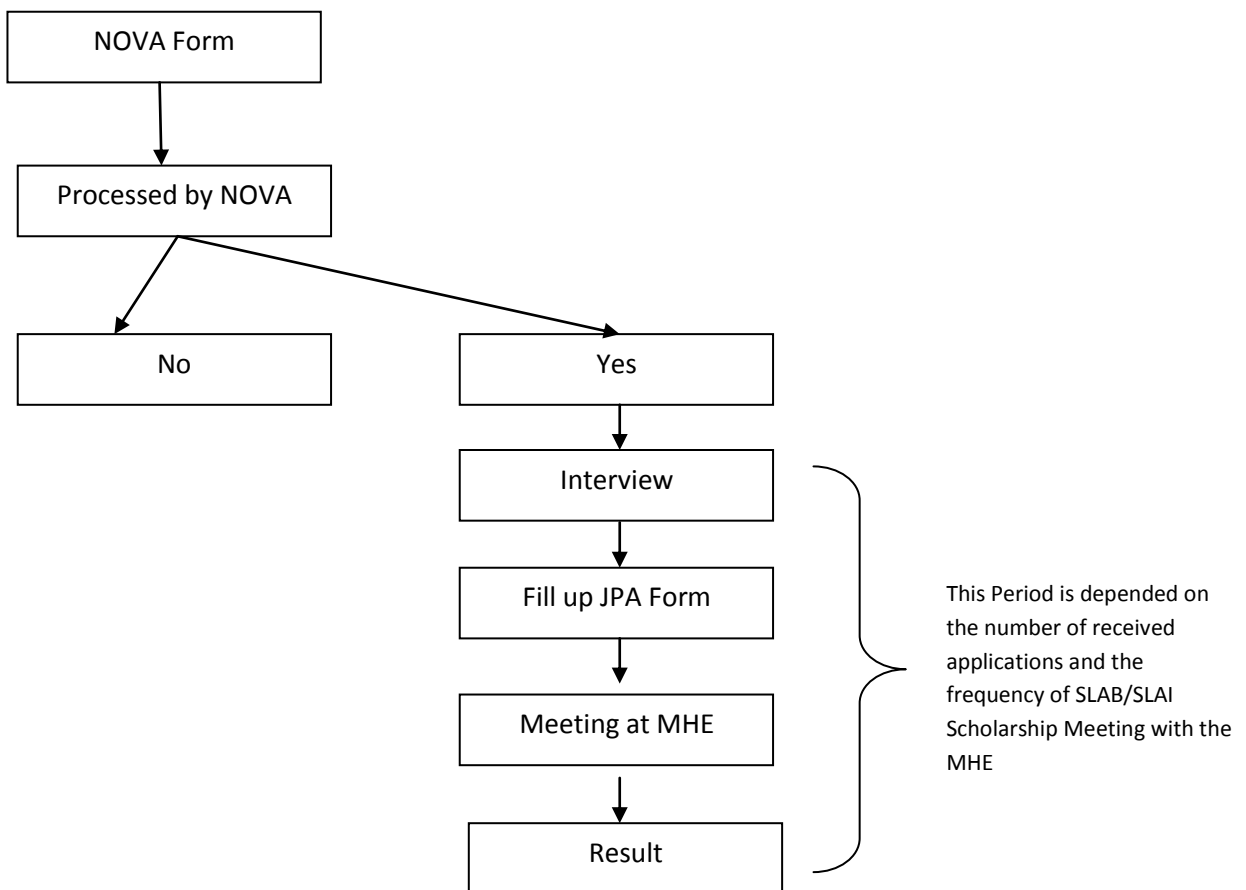 NOVA Form
Processed by NOVA
No
Yes
Interview
Fill up JPA Form
Meeting at MHE
Result
This Period is depended on
the number of received
applications and the
frequency of SLAB/SLAI
Scholarship Meeting with the
MHE